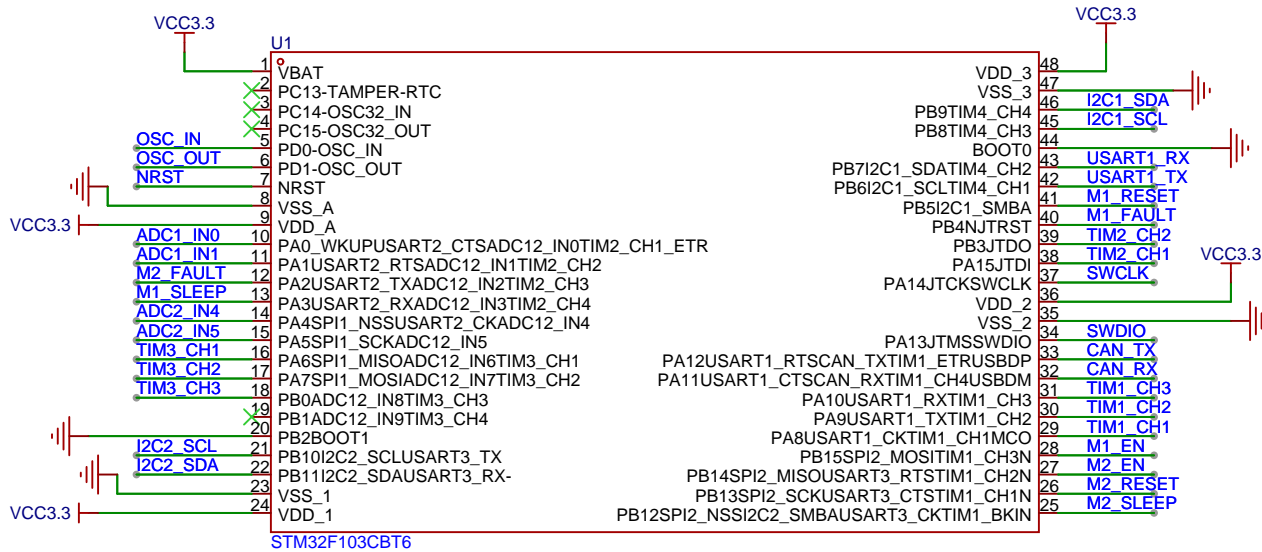 VCC3.3
VCC3.3
U1
1 VBAT
2 PC13-TAMPER-RTC
3 PC14-OSC32_IN
4 PC15-OSC32_OUT
OSC_IN 5 PD0-OSC_IN
OSC_OUT 6 PD1-OSC_OUT
NRST 7 NRST
8 VSS_A
VCC3.3 9 VDD_A
ADC1_IN0 10 PA0_WKUPUSART2_CTSADC12_IN0TIM2_CH1_ETR
ADC1_IN1 11 PA1USART2_RTSADC12_IN1TIM2_CH2
M2_FAULT 12 PA2USART2_TXADC12_IN2TIM2_CH3
M1_SLEEP 13 PA3USART2_RXADC12_IN3TIM2_CH4
ADC2_IN4 14 PA4SPI1_NSSUSART2_CKADC12_IN4
ADC2_IN5 15 PA5SPI1_SCKADC12_IN5
TIM3_CH1 16 PA6SPI1_MISOADC12_IN6TIM3_CH1
TIM3_CH2 17 PA7SPI1_MOSIADC12_IN7TIM3_CH2
TIM3_CH3 18 PB0ADC12_IN8TIM3_CH3
19 PB1ADC12_IN9TIM3_CH4
20 PB2BOOT1
I2C2_SCL 21 PB10I2C2_SCLUSART3_TX
I2C2_SDA 22 PB11I2C2_SDAUSART3_RX-
23 VSS_1
VCC3.3 24 VDD_1
VDD_3 48
VSS_3 47
PB9TIM4_CH4 46 I2C1_SDA
PB8TIM4_CH3 45 I2C1_SCL
BOOT0 44
PB7I2C1_SDATIM4_CH2 43 USART1_RX
PB6I2C1_SCLTIM4_CH1 42 USART1_TX
PB5I2C1_SMBA 41 M1_RESET
PB4NJTRST 40 M1_FAULT
PB3JTDO 39 TIM2_CH2
PA15JTDI 38 TIM2_CH1
PA14JTCKSWCLK 37 SWCLK
VCC3.3
VDD_2 36
VSS_2 35
PA13JTMSSWDIO 34 SWDIO
PA12USART1_RTSCAN_TXTIM1_ETRUSBDP 33 CAN_TX
PA11USART1_CTSCAN_RXTIM1_CH4USBDM 32 CAN_RX
PA10USART1_RXTIM1_CH3 31 TIM1_CH3
PA9USART1_TXTIM1_CH2 30 TIM1_CH2
PA8USART1_CKTIM1_CH1MCO 29 TIM1_CH1
PB15SPI2_MOSITIM1_CH3N 28 M1_EN
PB14SPI2_MISOUSART3_RTSTIM1_CH2N 27 M2_EN
PB13SPI2_SCKUSART3_CTSTIM1_CH1N 26 M2_RESET
PB12SPI2_NSSI2C2_SMBAUSART3_CKTIM1_BKIN 25 M2_SLEEP
STM32F103CBT6